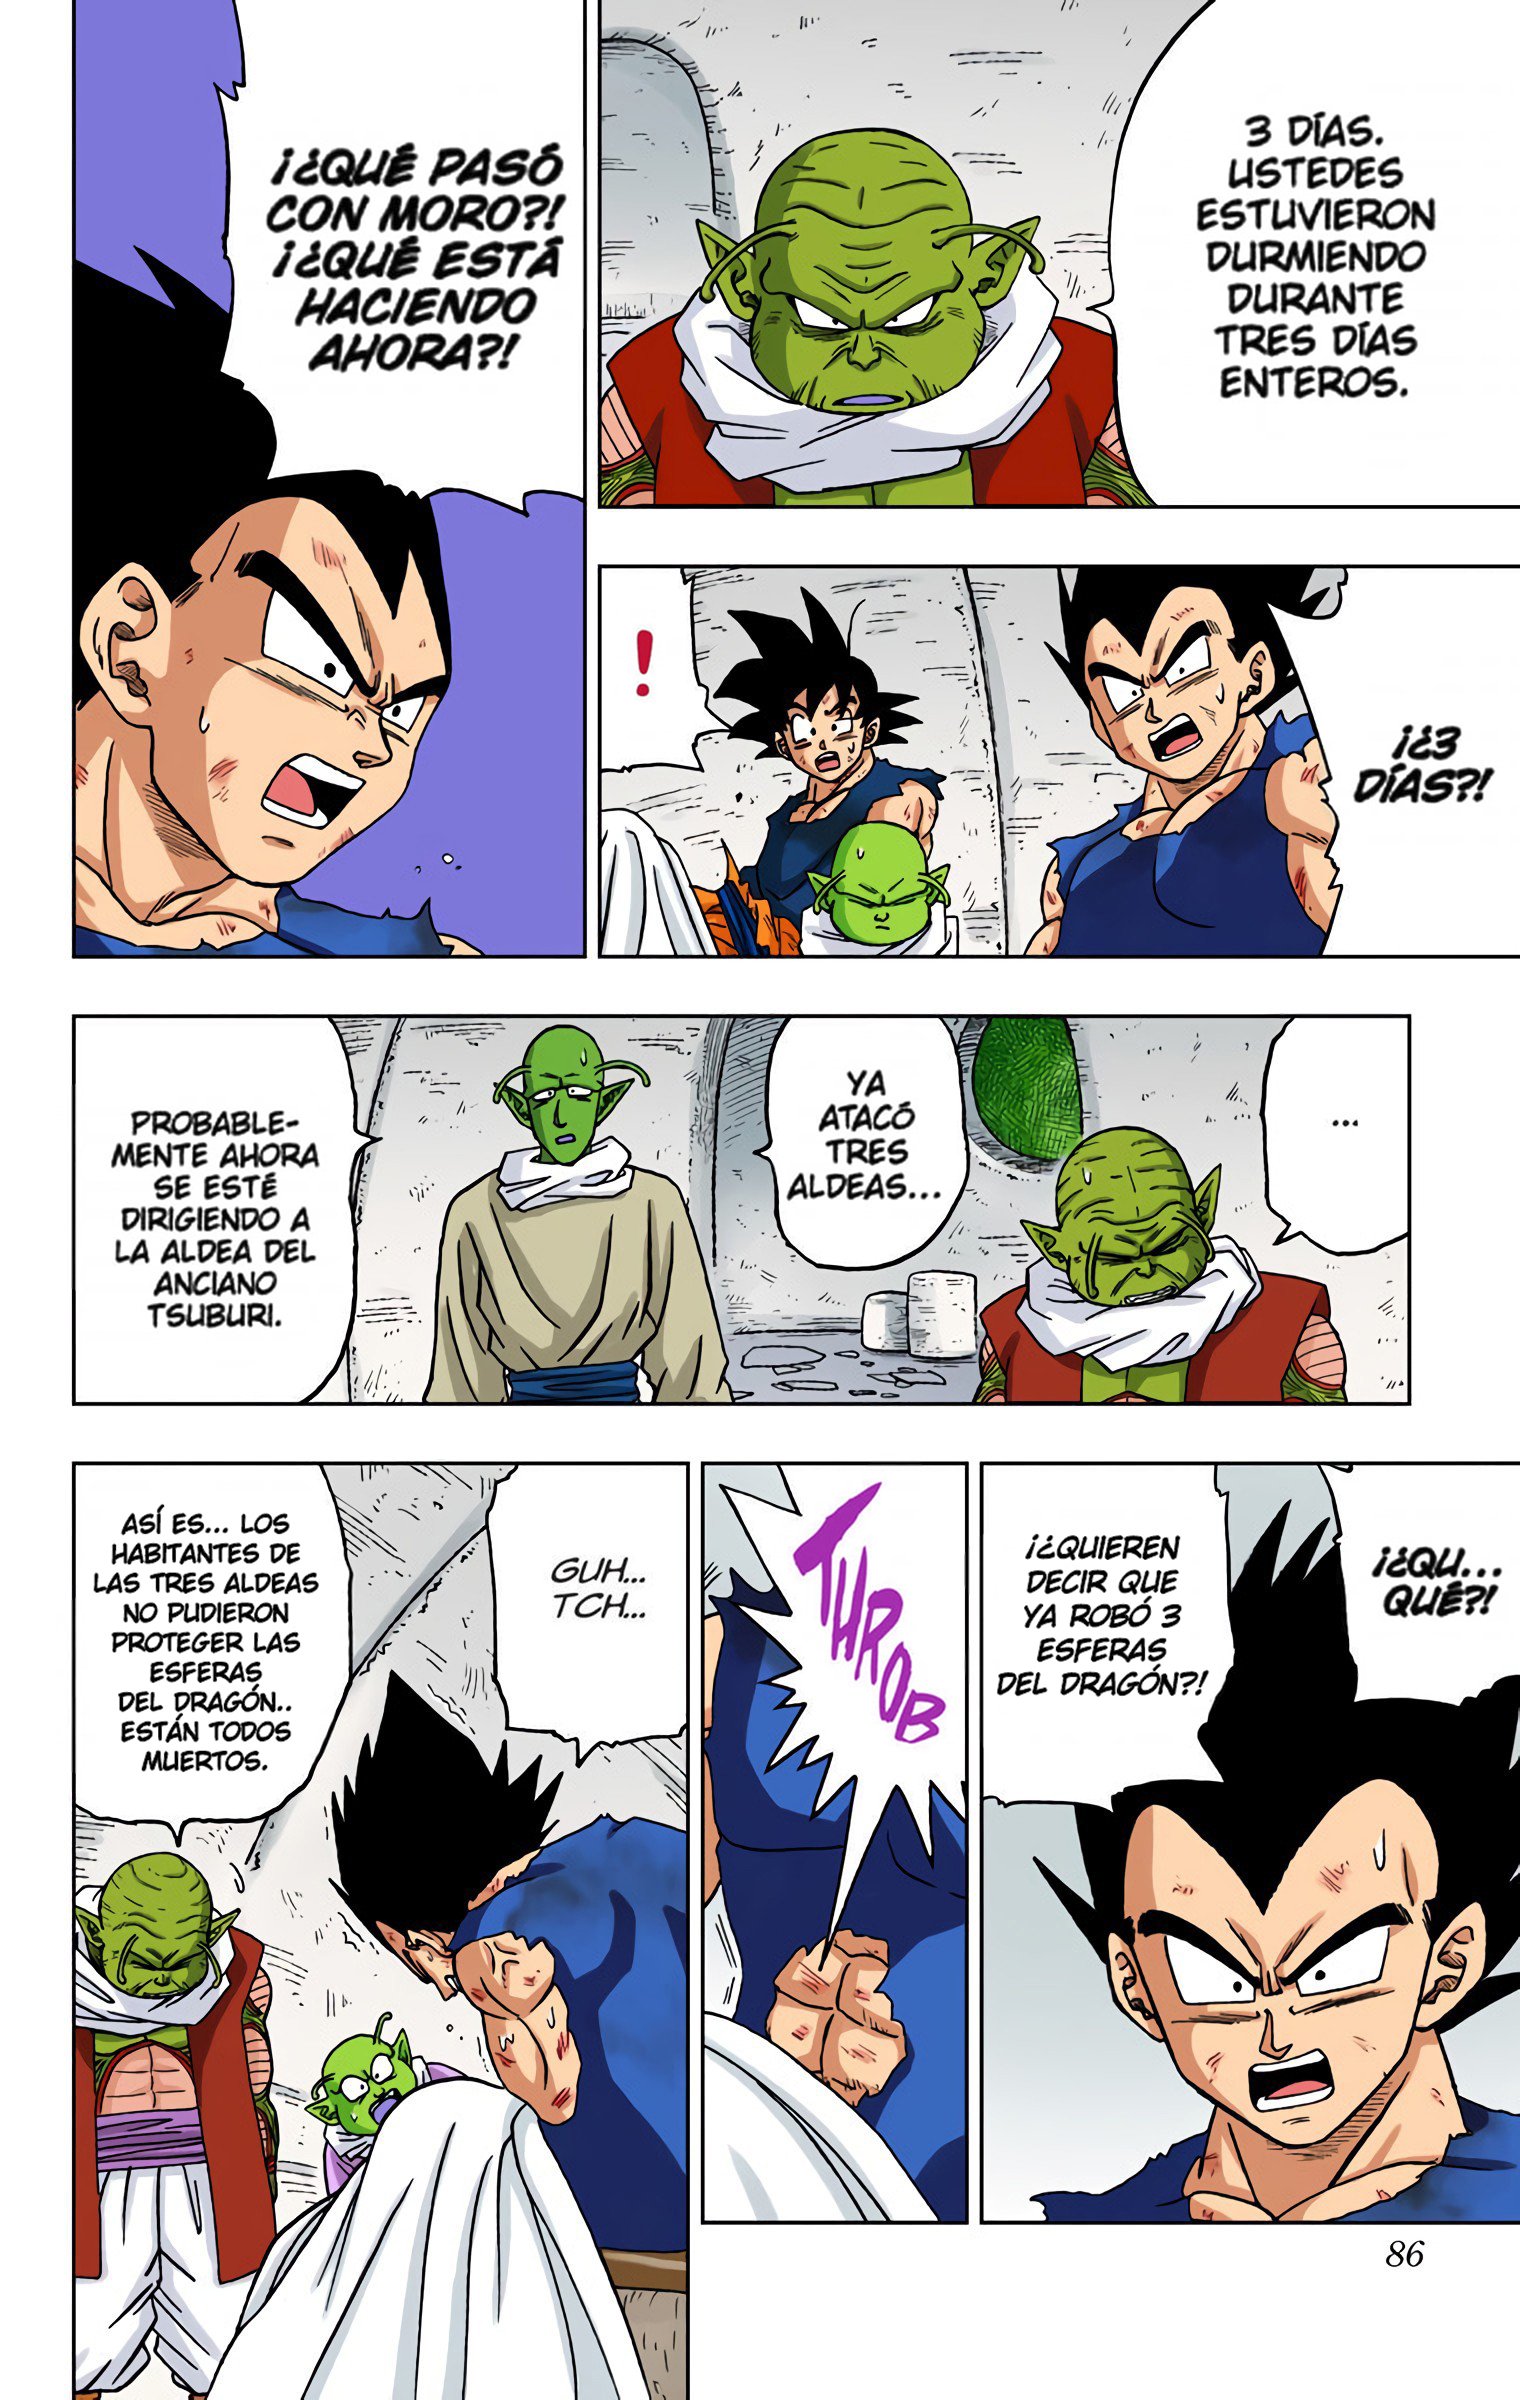 3 DÍAS.
USTEDES
ESTUVIERON
DURMIENDO
DURANTE
TRES DÍAS
ENTEROS.
¡¿3
DÍAS?!
!
¡¿QUÉ PASÓ
CON MORO?!
¡¿QUÉ ESTÁ
HACIENDO
AHORA?!
...
YA
ATACÓ
TRES
ALDEAS...
PROBABLE-
MENTE AHORA
SE ESTÉ
DIRIGIENDO A
LA ALDEA DEL
ANCIANO
TSUBURI.
¡¿QU...
QUÉ?!
¡¿QUIEREN
DECIR QUE
YA ROBÓ 3
ESFERAS
DEL DRAGÓN?!
THROB
GUH...
TCH...
ASÍ ES... LOS
HABITANTES DE
LAS TRES ALDEAS
NO PUDIERON
PROTEGER LAS
ESFERAS
DEL DRAGÓN..
ESTÁN TODOS
MUERTOS.
86